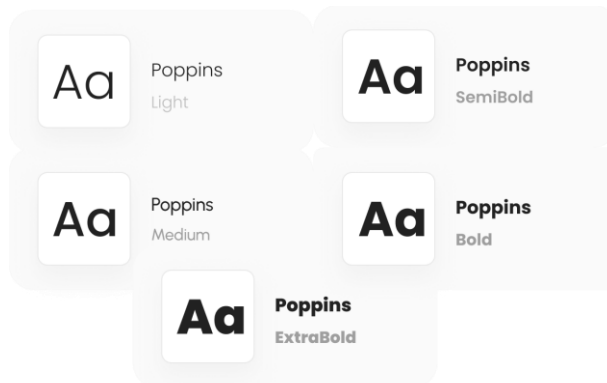 Aa
Poppins
Light
Aa
Poppins
SemiBold
Aa
Poppins
Medium
Aa
Poppins
Bold
Aa
Poppins
ExtraBold